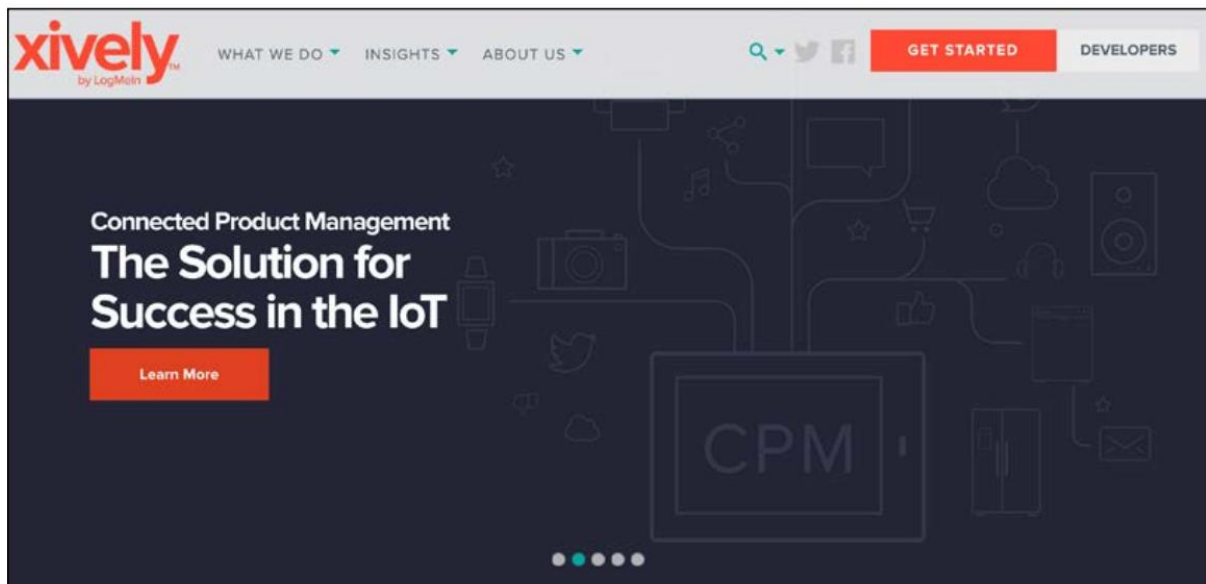 xively™
by LogMeIn
WHAT WE DO
INSIGHTS
ABOUT US
GET STARTED
DEVELOPERS
Connected Product Management
The Solution for
Success in the IoT
Learn More
CPM